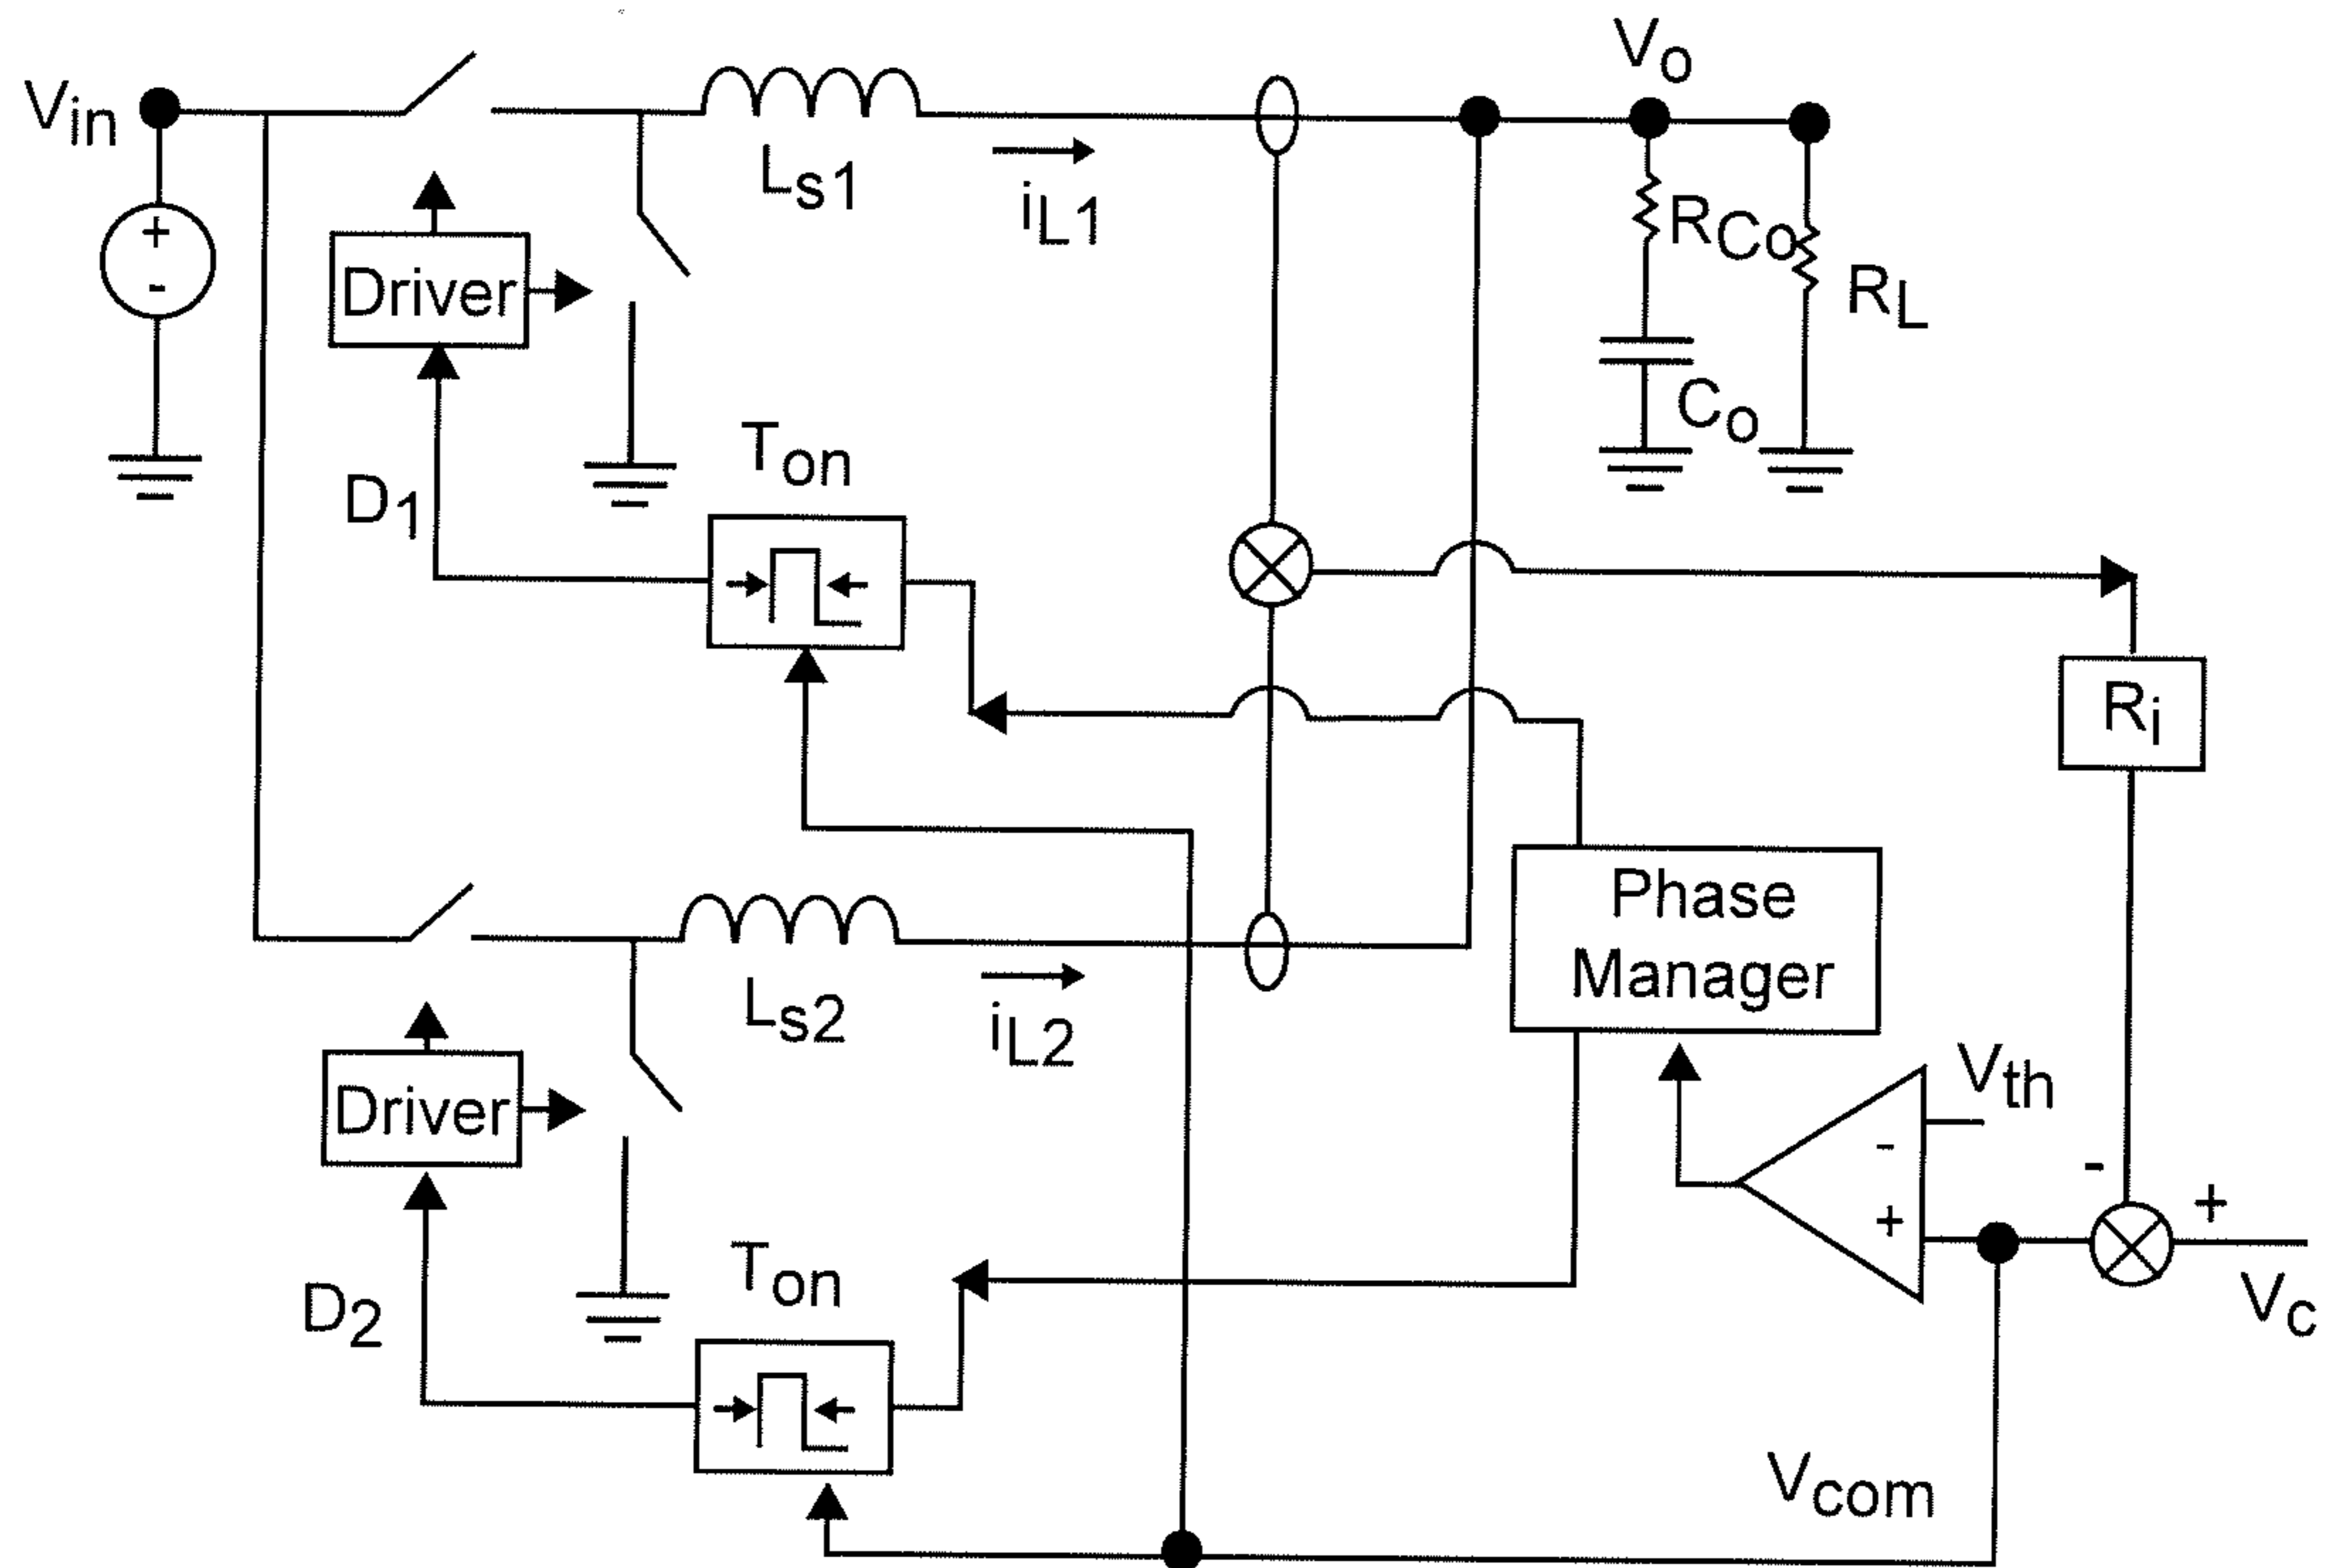 Vo
Vin
+
-
Ls1
iL1
RCo
RL
Driver
Co
Ton
D1
Ri
Phase
Manager
Ls2
iL2
Vth
Driver
-
-
+
+
Ton
D2
Vc
Vcom